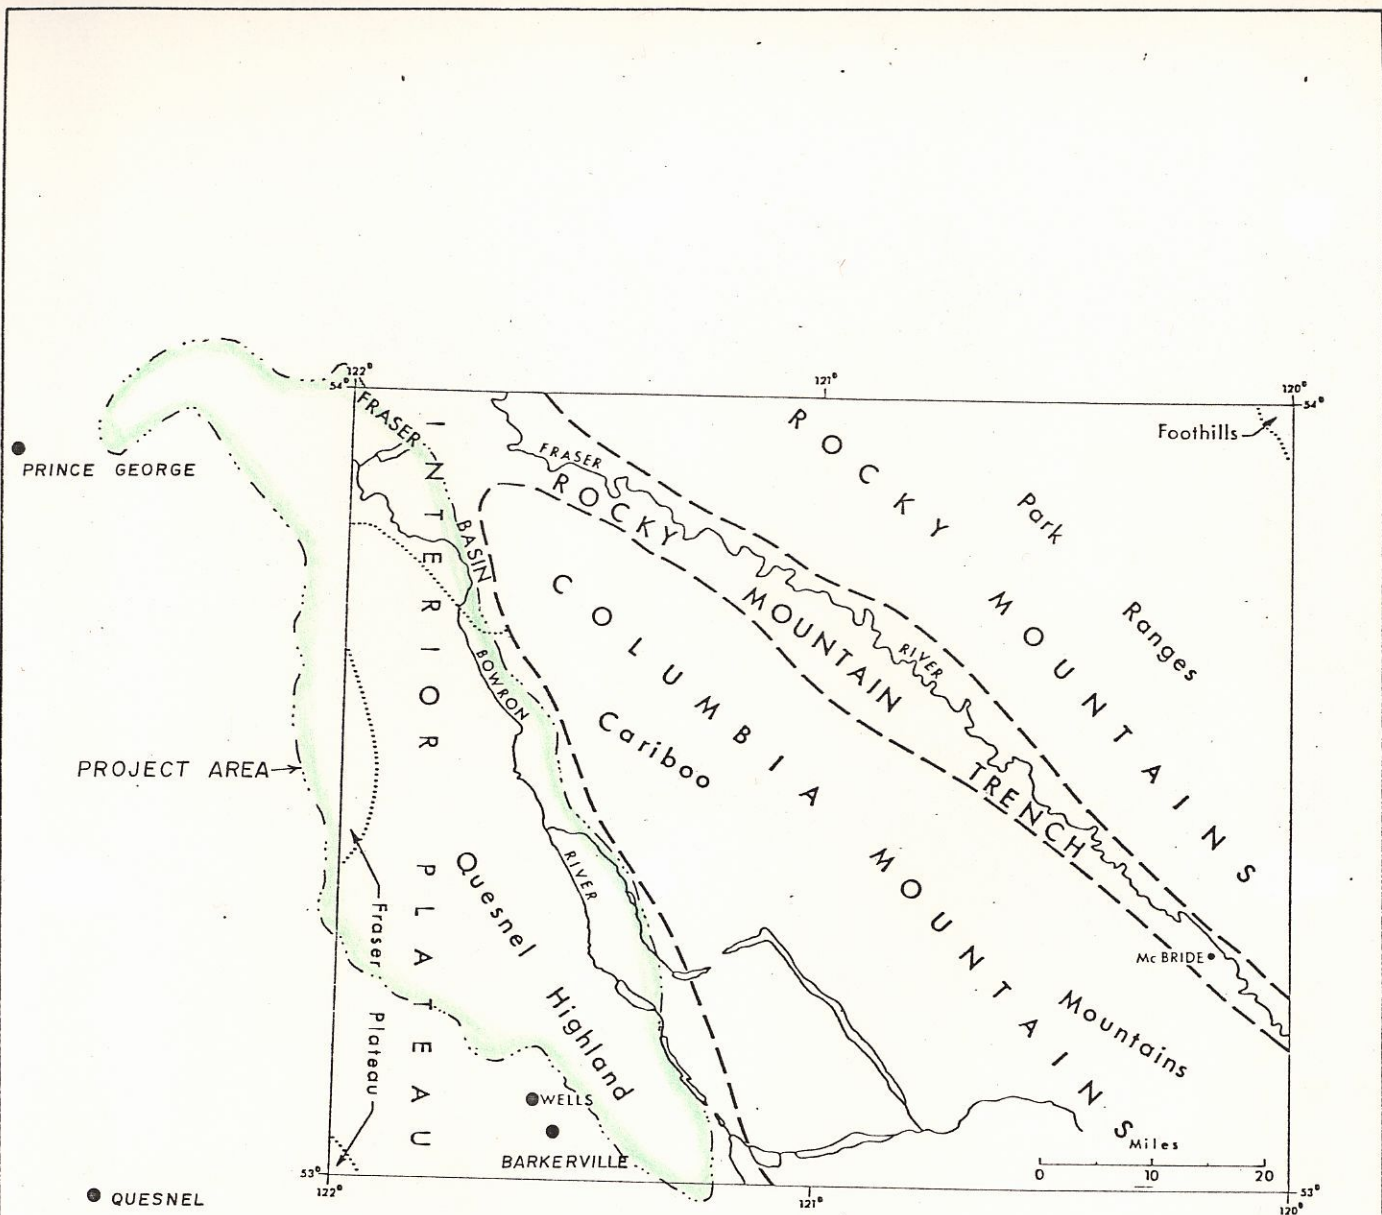 122°
121°
120°
54°
54°
FRASER
BASIN
Foothills
PRINCE GEORGE
FRASER
RIVER
ROCKY MOUNTAIN TRENCH
ROCKY MOUNTAINS
Park Ranges
INTERIOR PLATEAU
COLUMBIA MOUNTAINS
Cariboo
Mountains
BOWRON
RIVER
PROJECT AREA
Quesnel Highland
Fraser Plateau
Mc BRIDE
WELLS
BARKERVILLE
QUESNEL
Miles
0 10 20
53°
53°
122°
121°
120°